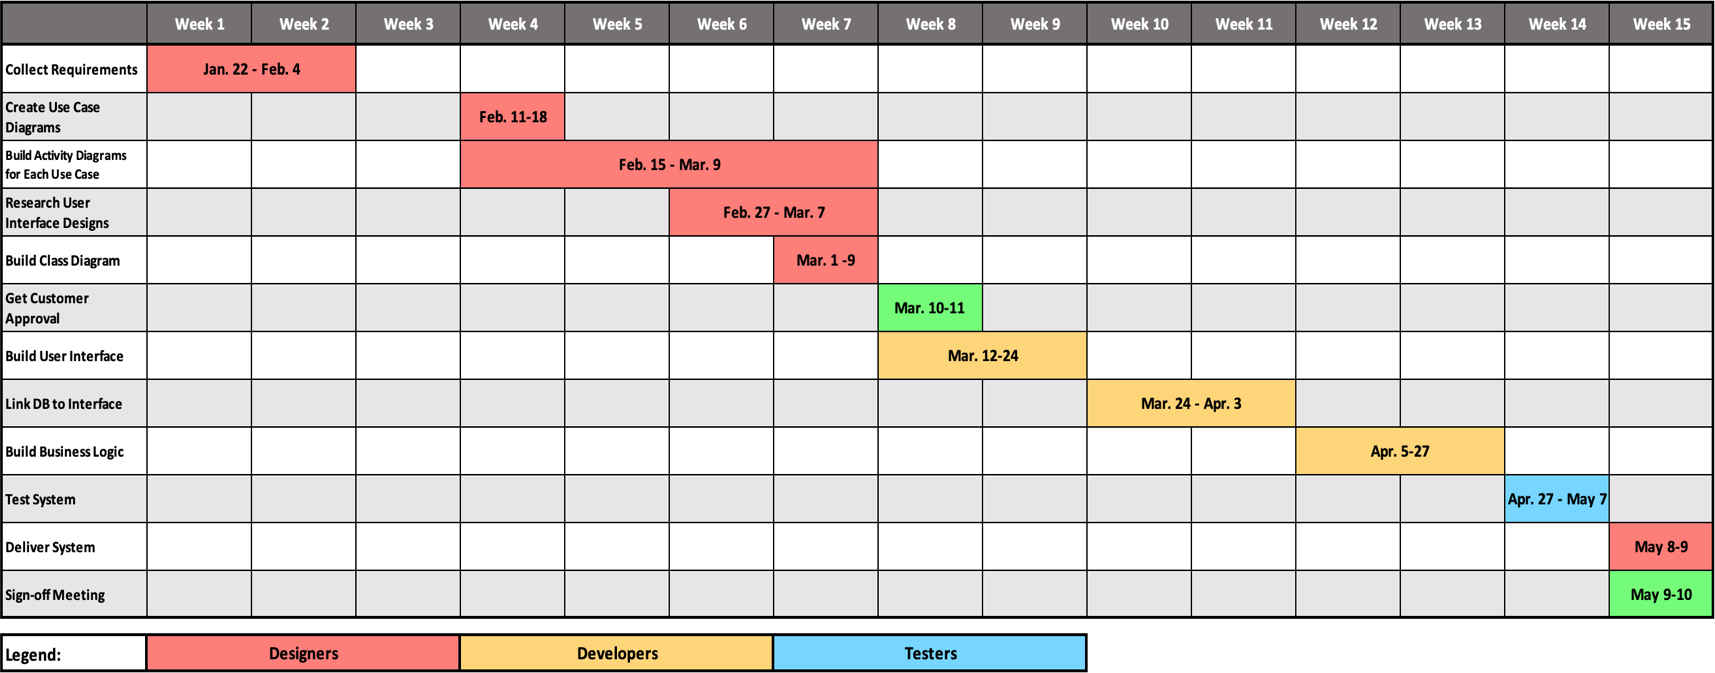 Week 1 Week 2 Week 3 Week 4 Week 5 Week 6 Week 7 Week 8 Week 9 Week 10 Week 11 Week 12 Week 13 Week 14 Week 15
Collect Requirements Jan. 22 - Feb. 4
Create Use Case
Diagrams
Feb. 11-18
Build Activity Diagrams
for Each Use Case
Feb. 15 - Mar. 9
Research User
Interface Designs
Feb. 27 - Mar. 7
Build Class Diagram Mar. 1 -9
Get Customer
Approval
Mar. 10-11
Build User Interface Mar. 12-24
Link DB to Interface Mar. 24 - Apr. 3
Build Business Logic Apr. 5-27
Test System Apr. 27 - May 7
Deliver System May 8-9
Sign-off Meeting May 9-10
Legend: Designers Developers Testers